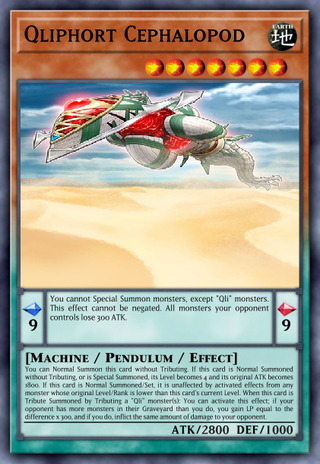 Qliphort Cephalopod
EARTH
地
You cannot Special Summon monsters, except "Qli" monsters.
This effect cannot be negated. All monsters your opponent
controls lose 300 ATK.
9
9
[Machine / Pendulum / Effect]
You can Normal Summon this card without Tributing. If this card is Normal Summoned
without Tributing, or is Special Summoned, its Level becomes 4 and its original ATK becomes
1800. If this card is Normal Summoned/Set, it is unaffected by activated effects from any
monster whose original Level/Rank is lower than this card's current Level. When this card is
Tribute Summoned by Tributing a "Qli" monster(s): You can activate this effect; if your
opponent has more monsters in their Graveyard than you do, you gain LP equal to the
difference x 300, and if you do, inflict the same amount of damage to your opponent.
ATK/2800 DEF/1000